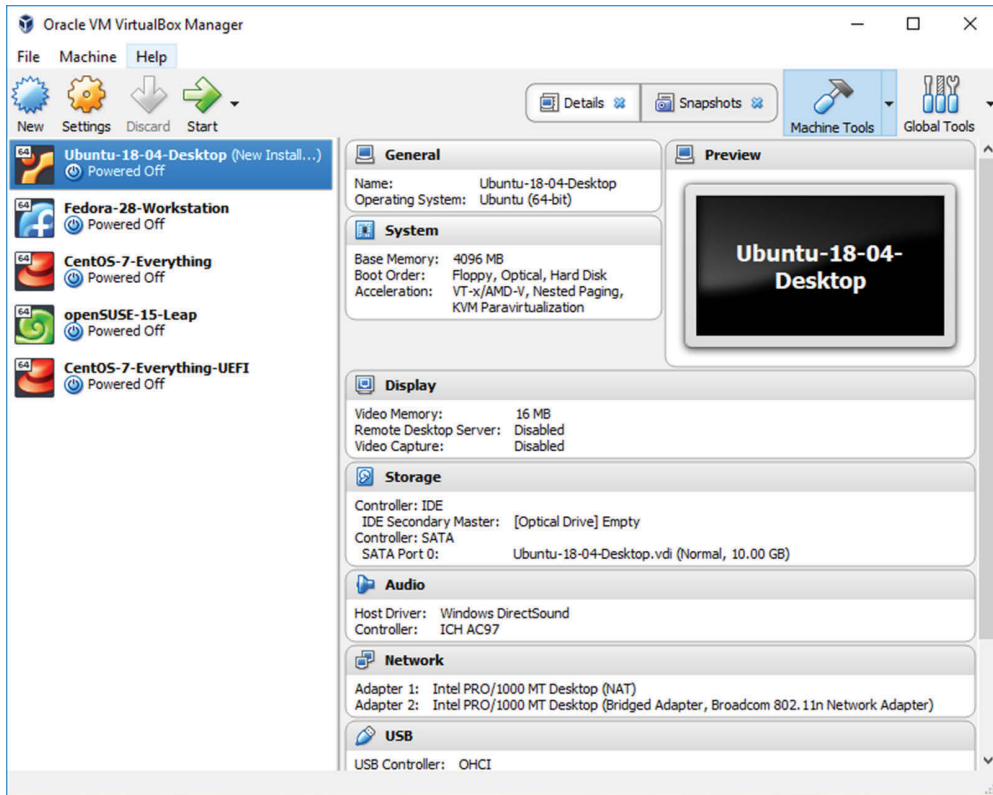 Oracle VM VirtualBox Manager
File Machine Help
New Settings Discard Start
Details Snapshots
Machine Tools Global Tools
64
Ubuntu-18-04-Desktop (New Install...)
Powered Off
64
Fedora-28-Workstation
Powered Off
64
CentOS-7-Everything
Powered Off
64
openSUSE-15-Leap
Powered Off
64
CentOS-7-Everything-UEFI
Powered Off
General
Name: Ubuntu-18-04-Desktop
Operating System: Ubuntu (64-bit)
System
Base Memory: 4096 MB
Boot Order: Floppy, Optical, Hard Disk
Acceleration: VT-x/AMD-V, Nested Paging,
KVM Paravirtualization
Preview
Ubuntu-18-04-
Desktop
Display
Video Memory: 16 MB
Remote Desktop Server: Disabled
Video Capture: Disabled
Storage
Controller: IDE
IDE Secondary Master: [Optical Drive] Empty
Controller: SATA
SATA Port 0: Ubuntu-18-04-Desktop.vdi (Normal, 10.00 GB)
Audio
Host Driver: Windows DirectSound
Controller: ICH AC97
Network
Adapter 1: Intel PRO/1000 MT Desktop (NAT)
Adapter 2: Intel PRO/1000 MT Desktop (Bridged Adapter, Broadcom 802.11n Network Adapter)
USB
USB Controller: OHCI